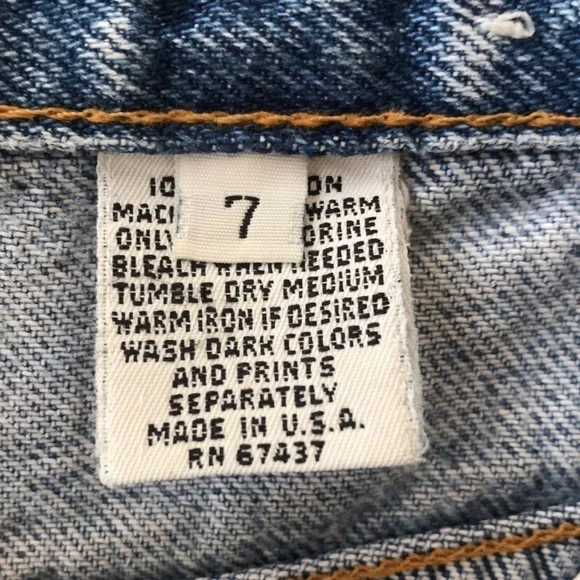 7
WARM
ONLY
BLEACH WHEN NEEDED
TUMBLE DRY MEDIUM
WARM IRON IF DESIRED
WASH DARK COLORS
AND PRINTS
SEPARATELY
MADE IN U.S.A.
RN 67437